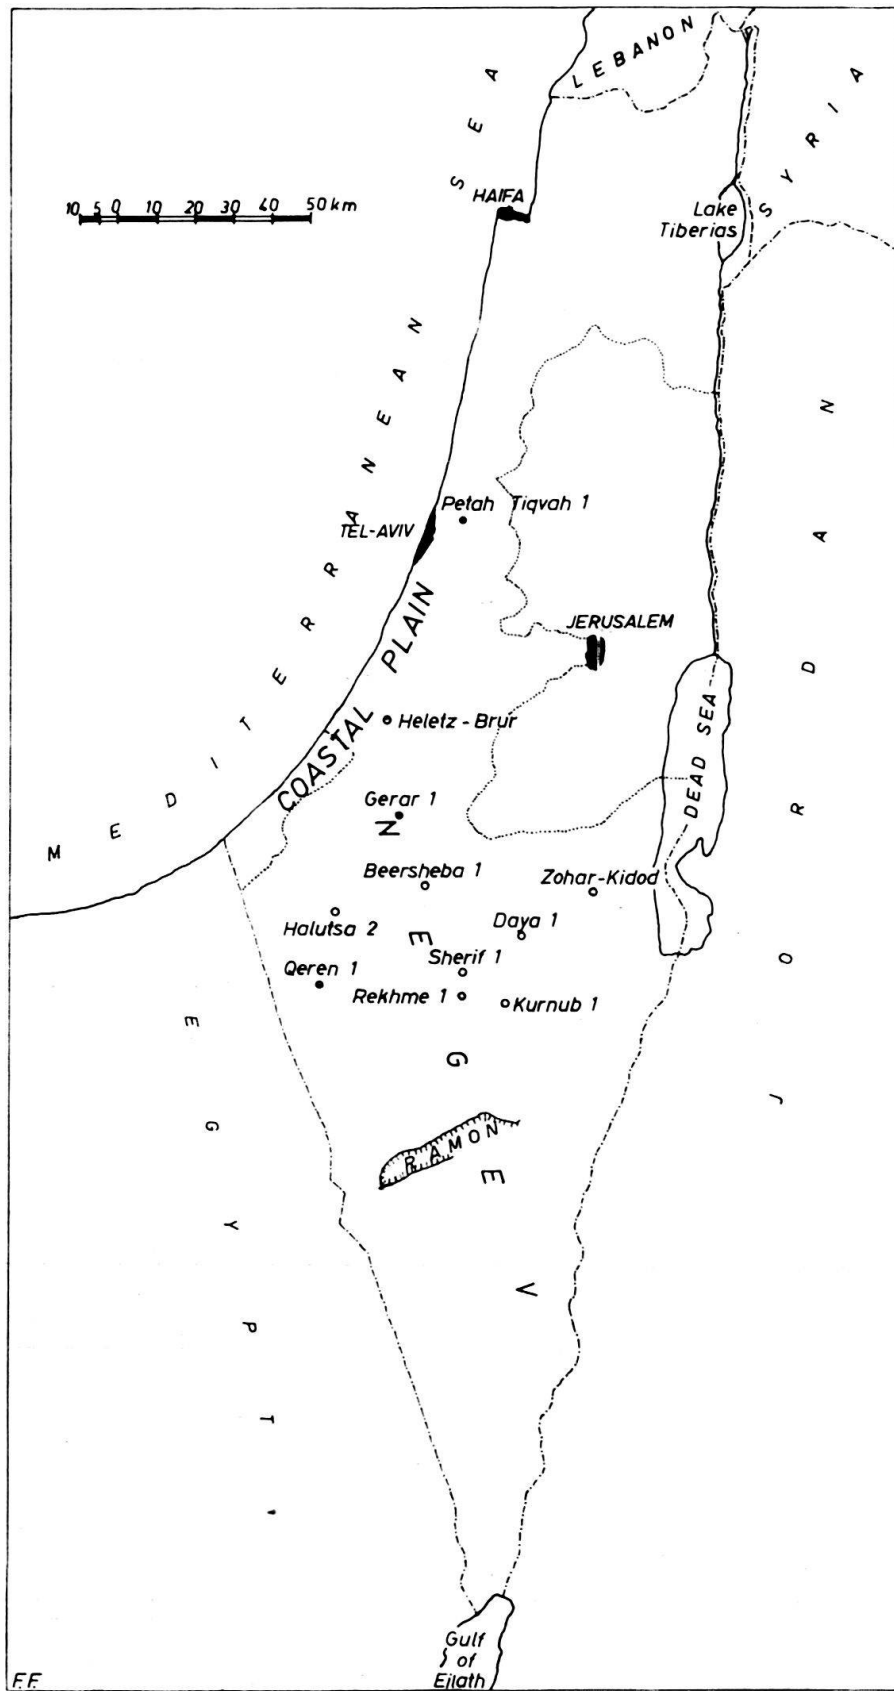 LEBANON
SYRIA
MEDITERRANEAN SEA
HAIFA
Lake
Tiberias
10 5 0 10 20 30 40 50 km
JORDAN
Petah Tiqvah 1
TEL-AVIV
COASTAL PLAIN
JERUSALEM
DEAD SEA
Heletz - Brur
Gerar 1
NEGEV
Beersheba 1
Zohar-Kidod
Halutsa 2
Daya 1
Sherif 1
Qeren 1
Rekhme 1
Kurnub 1
EGYPT
RAMON
Gulf
of
Eilath
F.F.